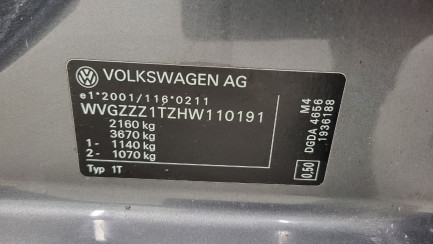 VOLKSWAGEN AG
e1*2001/116*0211
WVGZZZ1TZHW110191
2160 kg
3670 kg
1- 1140 kg
2- 1070 kg
Typ 1T
M4
DGDA 4656
1936188
0,50